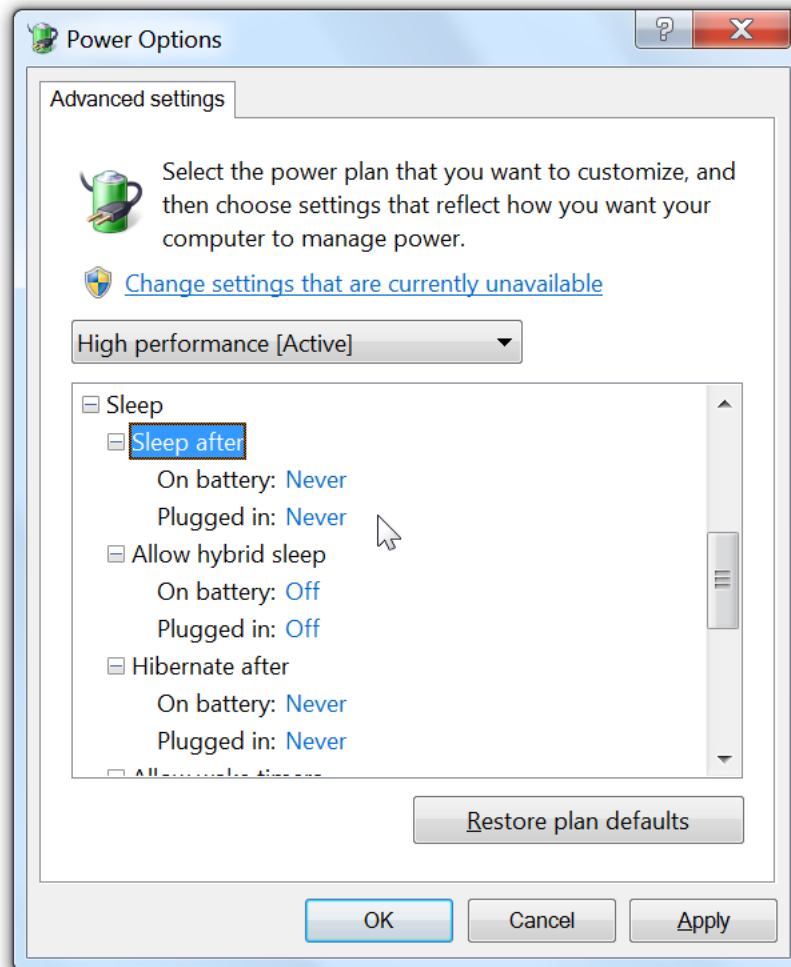 Power Options
Advanced settings
Select the power plan that you want to customize, and
then choose settings that reflect how you want your
computer to manage power.
Change settings that are currently unavailable
High performance [Active]
Sleep
Sleep after
On battery: Never
Plugged in: Never
Allow hybrid sleep
On battery: Off
Plugged in: Off
Hibernate after
On battery: Never
Plugged in: Never
Allow wake timers
Restore plan defaults
OK Cancel Apply